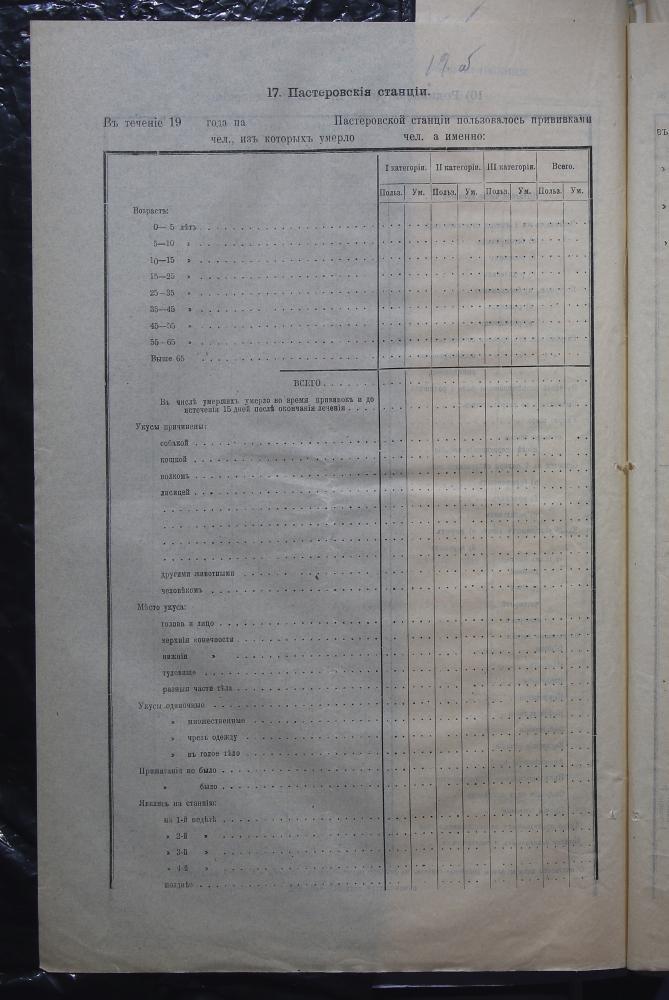 17. Пастеровскія станціи.
Въ теченіе 19 года на Пастеровской станціи пользовалось прививками
чел., изъ которыхъ умерло чел. а именно:
I категорія. II категорія. III категорія. Всего.
Польз. Ум. Польз. Ум. Польз. Ум. Польз. Ум.
Возрастъ:
0— 5 лѣтъ
5—10 »
10—15 »
15—25 »
25—35 »
35—45 »
45—55 »
55—65 »
Выше 65
ВСЕГО
Въ числѣ умершихъ умерло во время прививокъ и до
истеченія 15 дней послѣ окончанія леченія
Укусы причинены:
собакой
кошкой
волкомъ
лисицей
другими животными
человѣкомъ
Мѣсто укуса:
голова и лицо
верхнія конечности
нижнія »
туловище
разныя части тѣла
Укусы одиночные
» множественные
» чрезъ одежду
» въ голое тѣло
Прижиганія не было
» было
Явились на станцію:
на 1-й недѣлѣ
» 2-й »
» 3-й »
» 4-й »
позднѣе